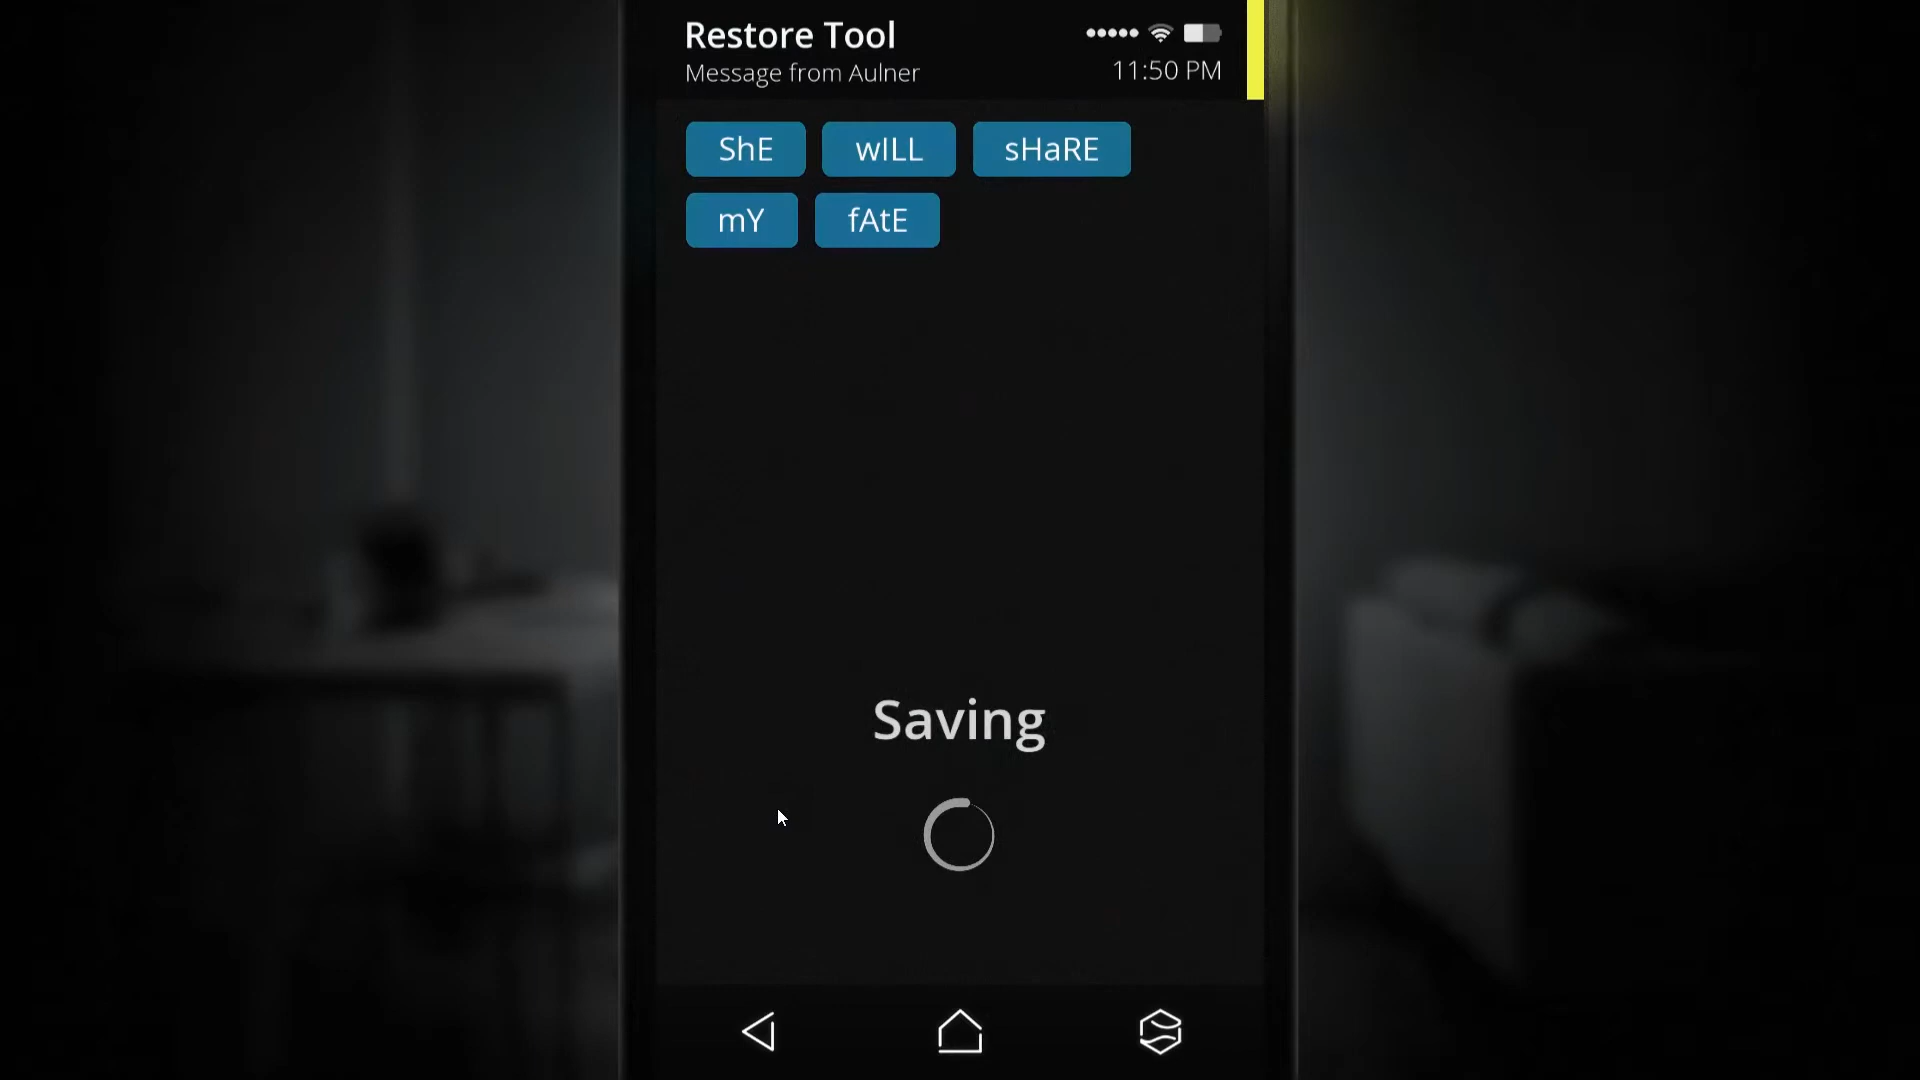 Restore Tool
Message from Aulner
11:50 PM
ShE wILL sHaRE
mY fAtE
Saving